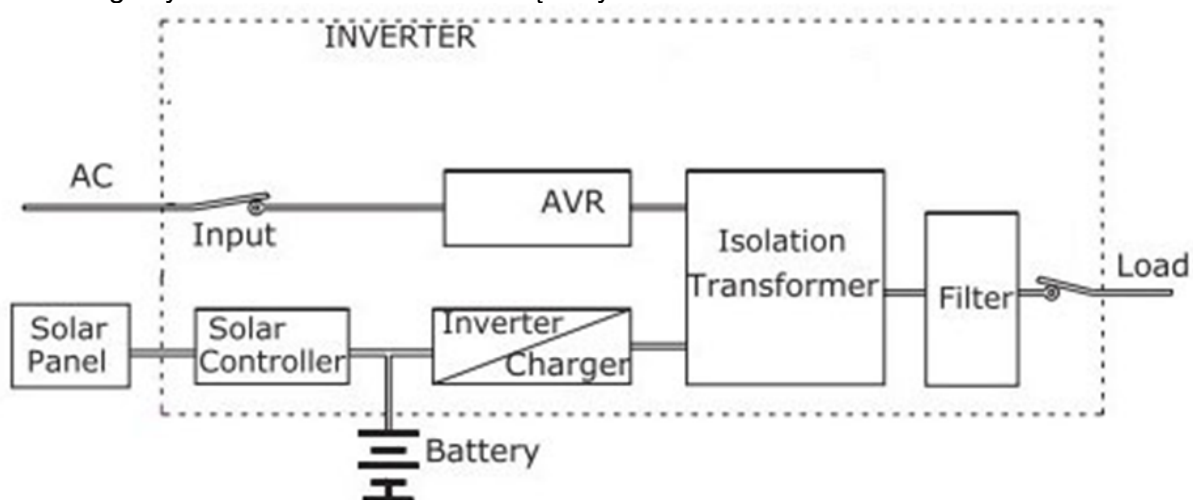 INVERTER
AC
Input
AVR
Isolation
Transformer
Filter
Load
Solar
Panel
Solar
Controller
Inverter
Charger
Battery